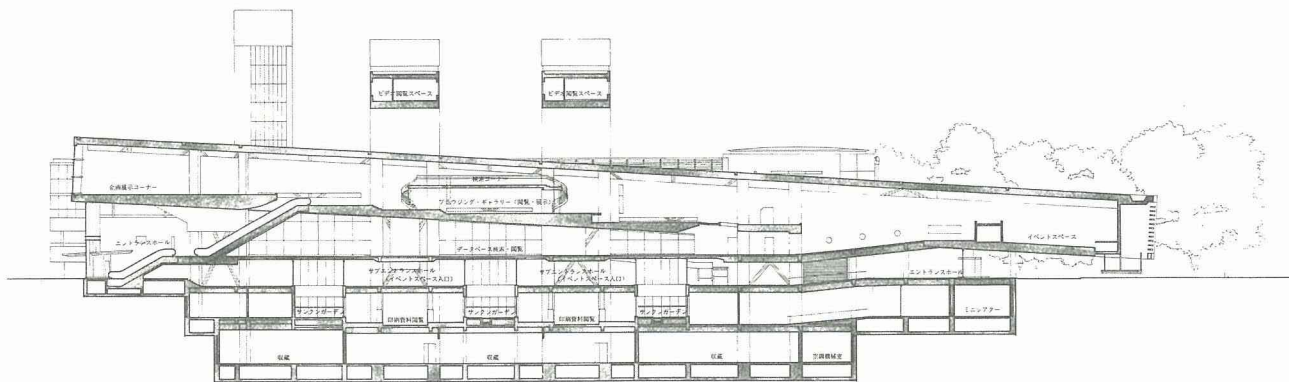 ビデオ閲覧スペース
ビデオ閲覧スペース
検索コーナー
企画展示コーナー
ブラウジング・ギャラリー(閲覧・展示)
イベントスペース
エントランスホール
データベース検索・閲覧
サブエントランスホール
(イベントスペース入口)
サブエントランスホール
(イベントスペース入口)
エントランスホール
サンクンガーデン
印刷資料閲覧
サンクンガーデン
印刷資料閲覧
サンクンガーデン
ミニシアター
収蔵
収蔵
収蔵
空調機械室